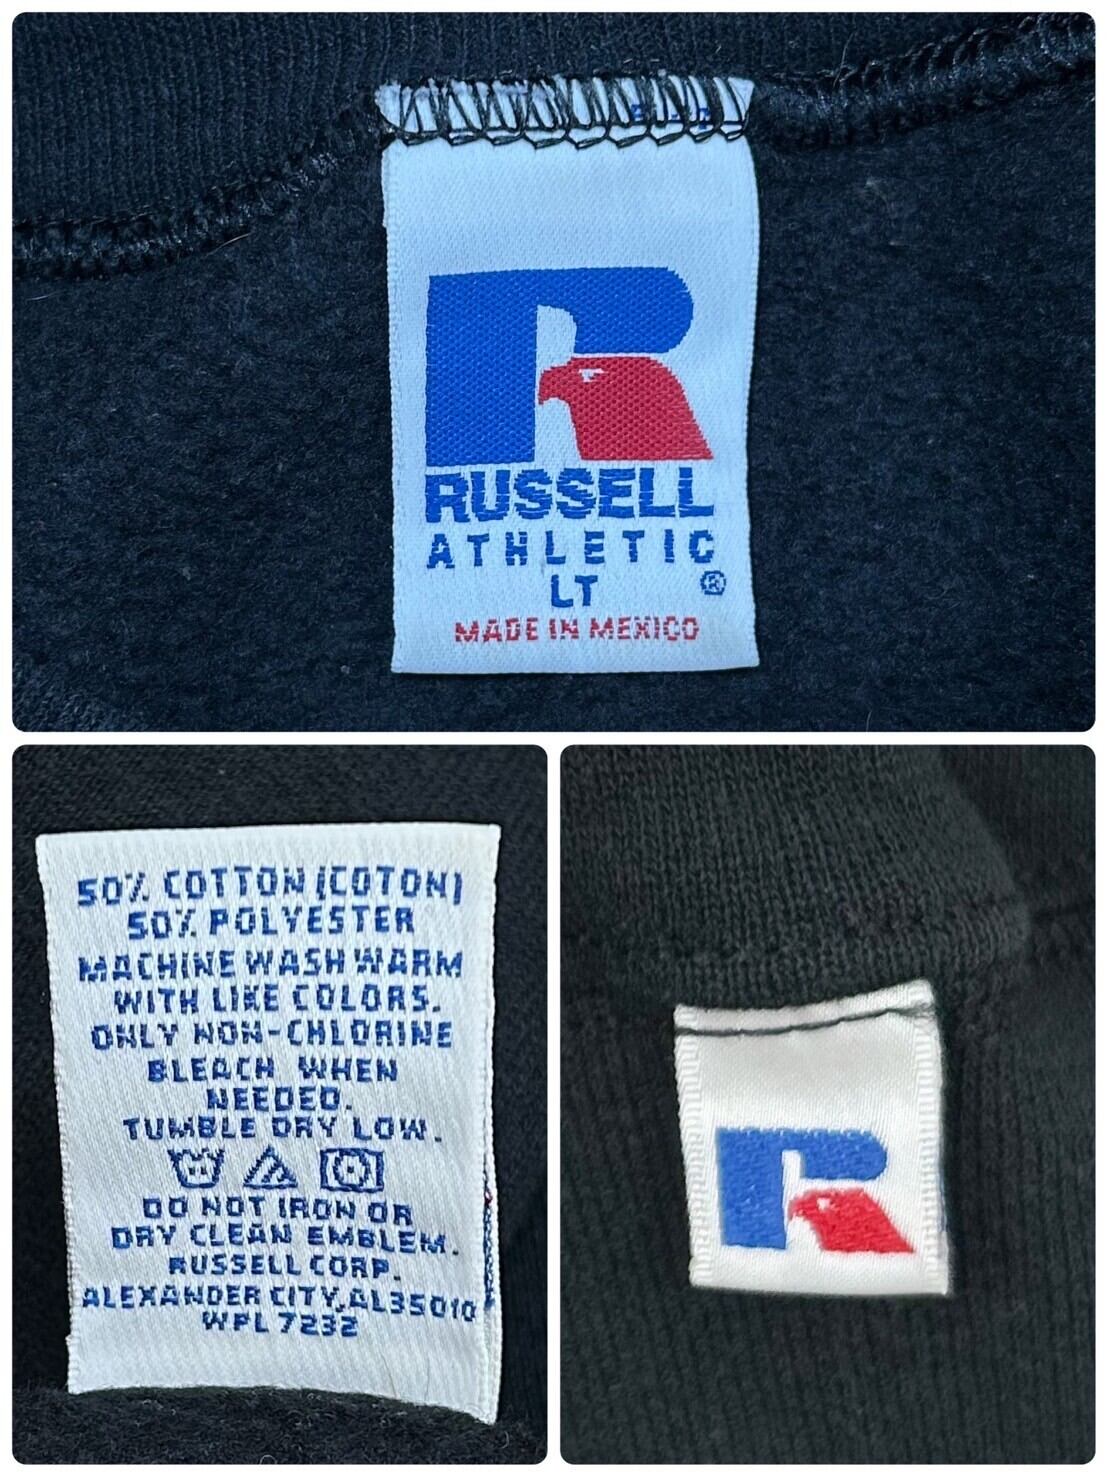 RUSSELL
ATHLETIC
LT ®
MADE IN MEXICO
50% COTTON (COTON)
50% POLYESTER
MACHINE WASH WARM
WITH LIKE COLORS.
ONLY NON-CHLORINE
BLEACH WHEN
NEEDED.
TUMBLE DRY LOW.
DO NOT IRON OR
DRY CLEAN EMBLEM.
RUSSELL CORP.
ALEXANDER CITY, AL35010
WPL 7232